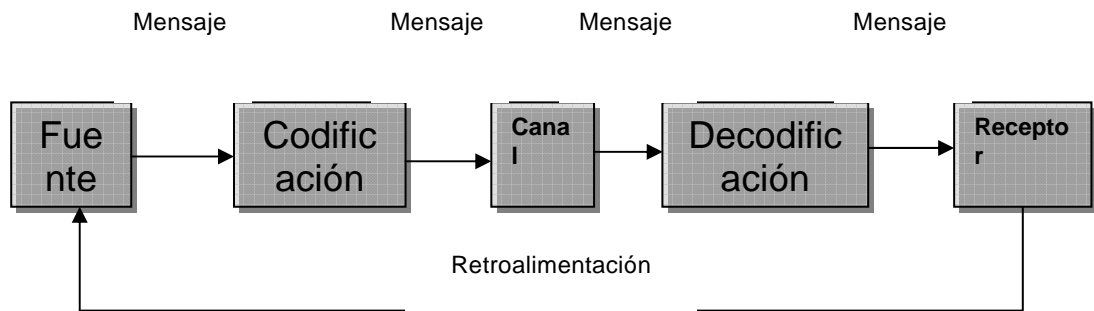 Mensaje Mensaje Mensaje Mensaje
Fue
nte
Codific
ación
Cana
l
Decodific
ación
Recepto
r
Retroalimentación